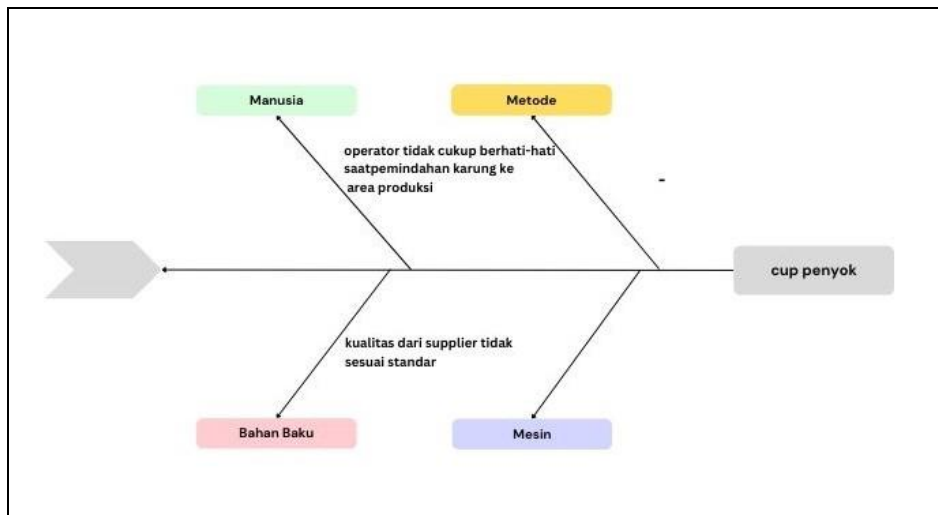 Manusia
Metode
operator tidak cukup berhati-hati
saatpemindahan karung ke
area produksi
-
cup penyok
kualitas dari supplier tidak
sesuai standar
Bahan Baku
Mesin